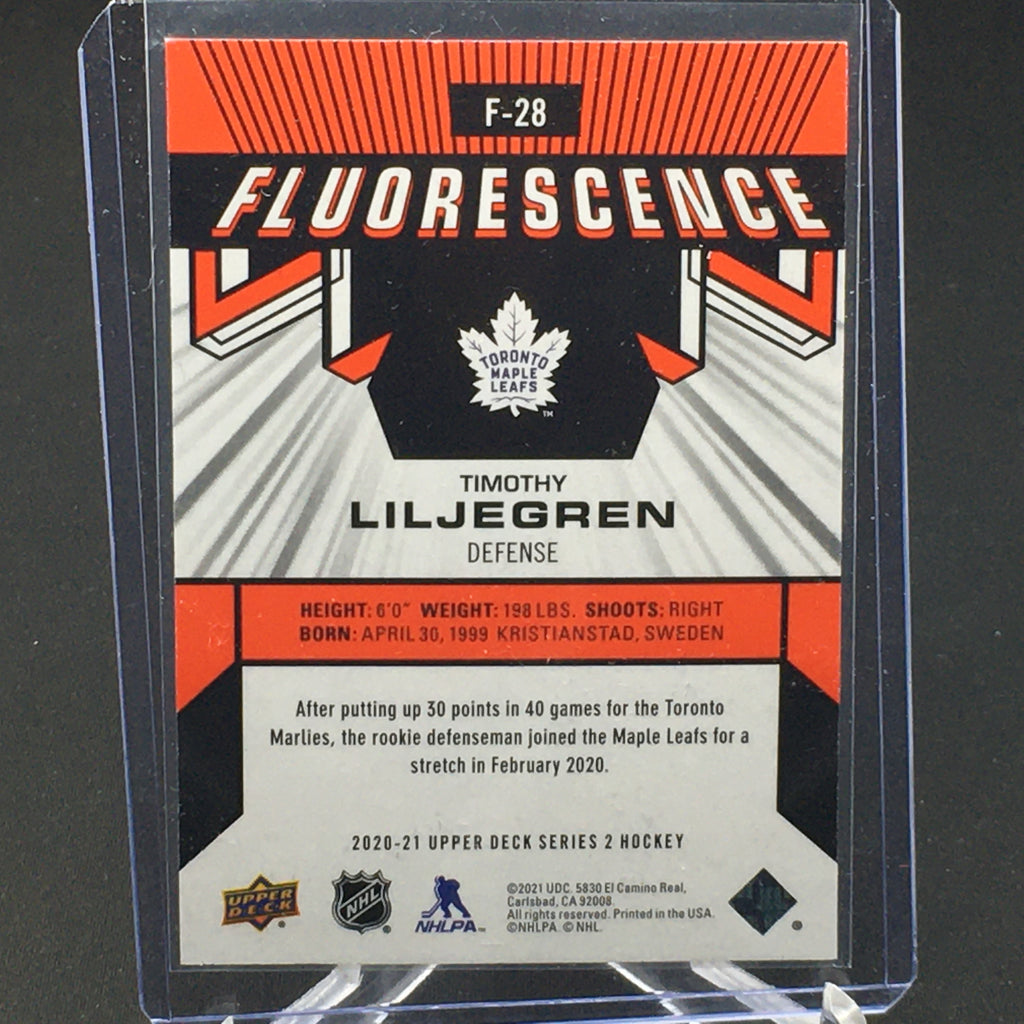 F-28
FLUORESCENCE
TORONTO
MAPLE
LEAFS
TM
TIMOTHY
LILJEGREN
DEFENSE
HEIGHT: 6'0" WEIGHT: 198 LBS. SHOOTS: RIGHT
BORN: APRIL 30, 1999 KRISTIANSTAD, SWEDEN
After putting up 30 points in 40 games for the Toronto
Marlies, the rookie defenseman joined the Maple Leafs for a
stretch in February 2020.
2020-21 UPPER DECK SERIES 2 HOCKEY
UPPER
DECK
®
NHL
®
NHLPA
©2021 UDC. 5830 El Camino Real,
Carlsbad, CA 92008.
All rights reserved. Printed in the USA.
©NHLPA. © NHL.
®